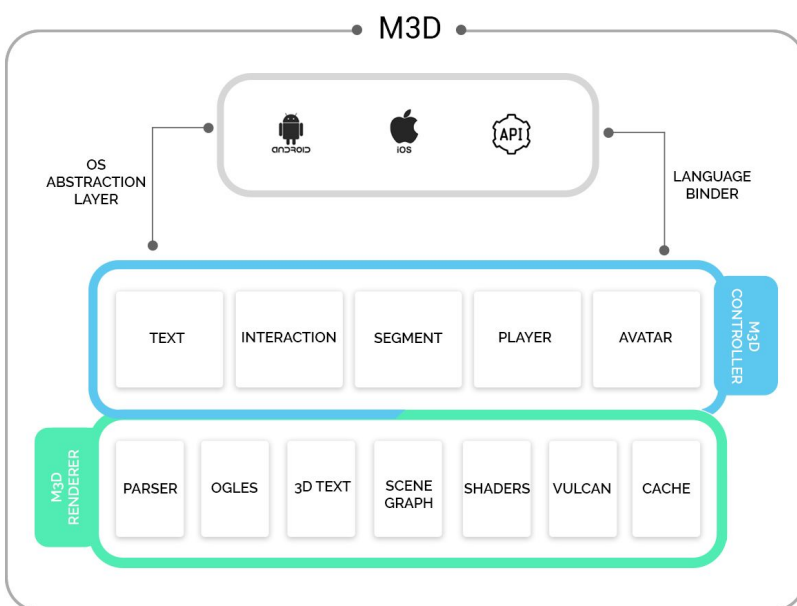 M3D
ANDROID
iOS
API
OS
ABSTRACTION
LAYER
LANGUAGE
BINDER
TEXT
INTERACTION
SEGMENT
PLAYER
AVATAR
M3D
CONTROLLER
M3D
RENDERER
PARSER
OGLES
3D TEXT
SCENE
GRAPH
SHADERS
VULCAN
CACHE